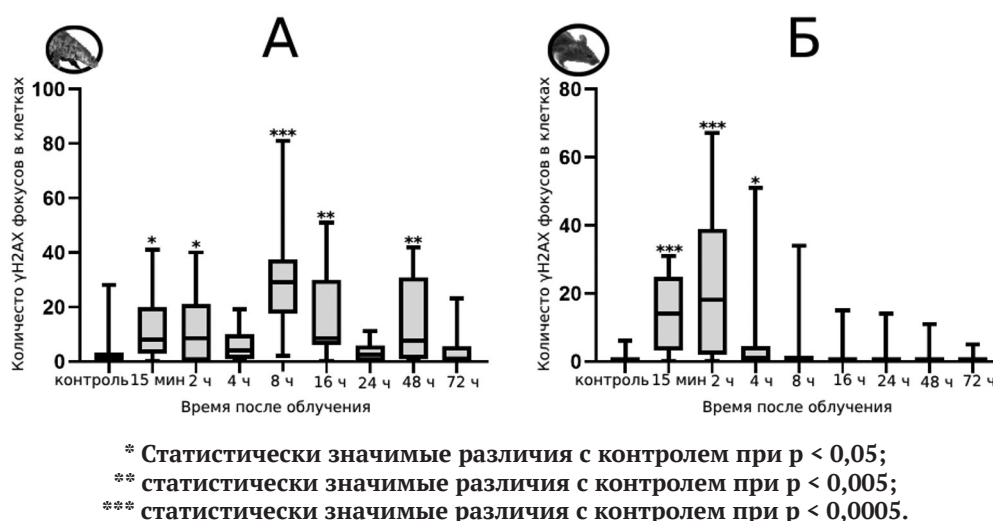 А
Количесто γH2AX фокусов в клетках
100
80
60
40
20
0
*
*
***
**
**
контроль 15 мин 2 ч 4 ч 8 ч 16 ч 24 ч 48 ч 72 ч
Время после облучения
Б
Количесто γH2AX фокусов в клетках
80
60
40
20
0
***
***
*
контроль 15 мин 2 ч 4 ч 8 ч 16 ч 24 ч 48 ч 72 ч
Время после облучения
* Статистически значимые различия с контролем при p < 0,05;
** статистически значимые различия с контролем при p < 0,005;
*** статистически значимые различия с контролем при p < 0,0005.